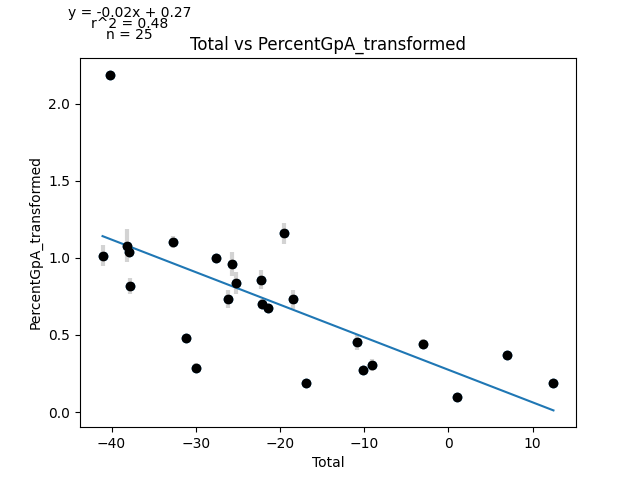 y = -0.02x + 0.27
r^2 = 0.48
n = 25
Total vs PercentGpA_transformed
PercentGpA_transformed
2.0
1.5
1.0
0.5
0.0
−40
−30
−20
−10
0
10
Total